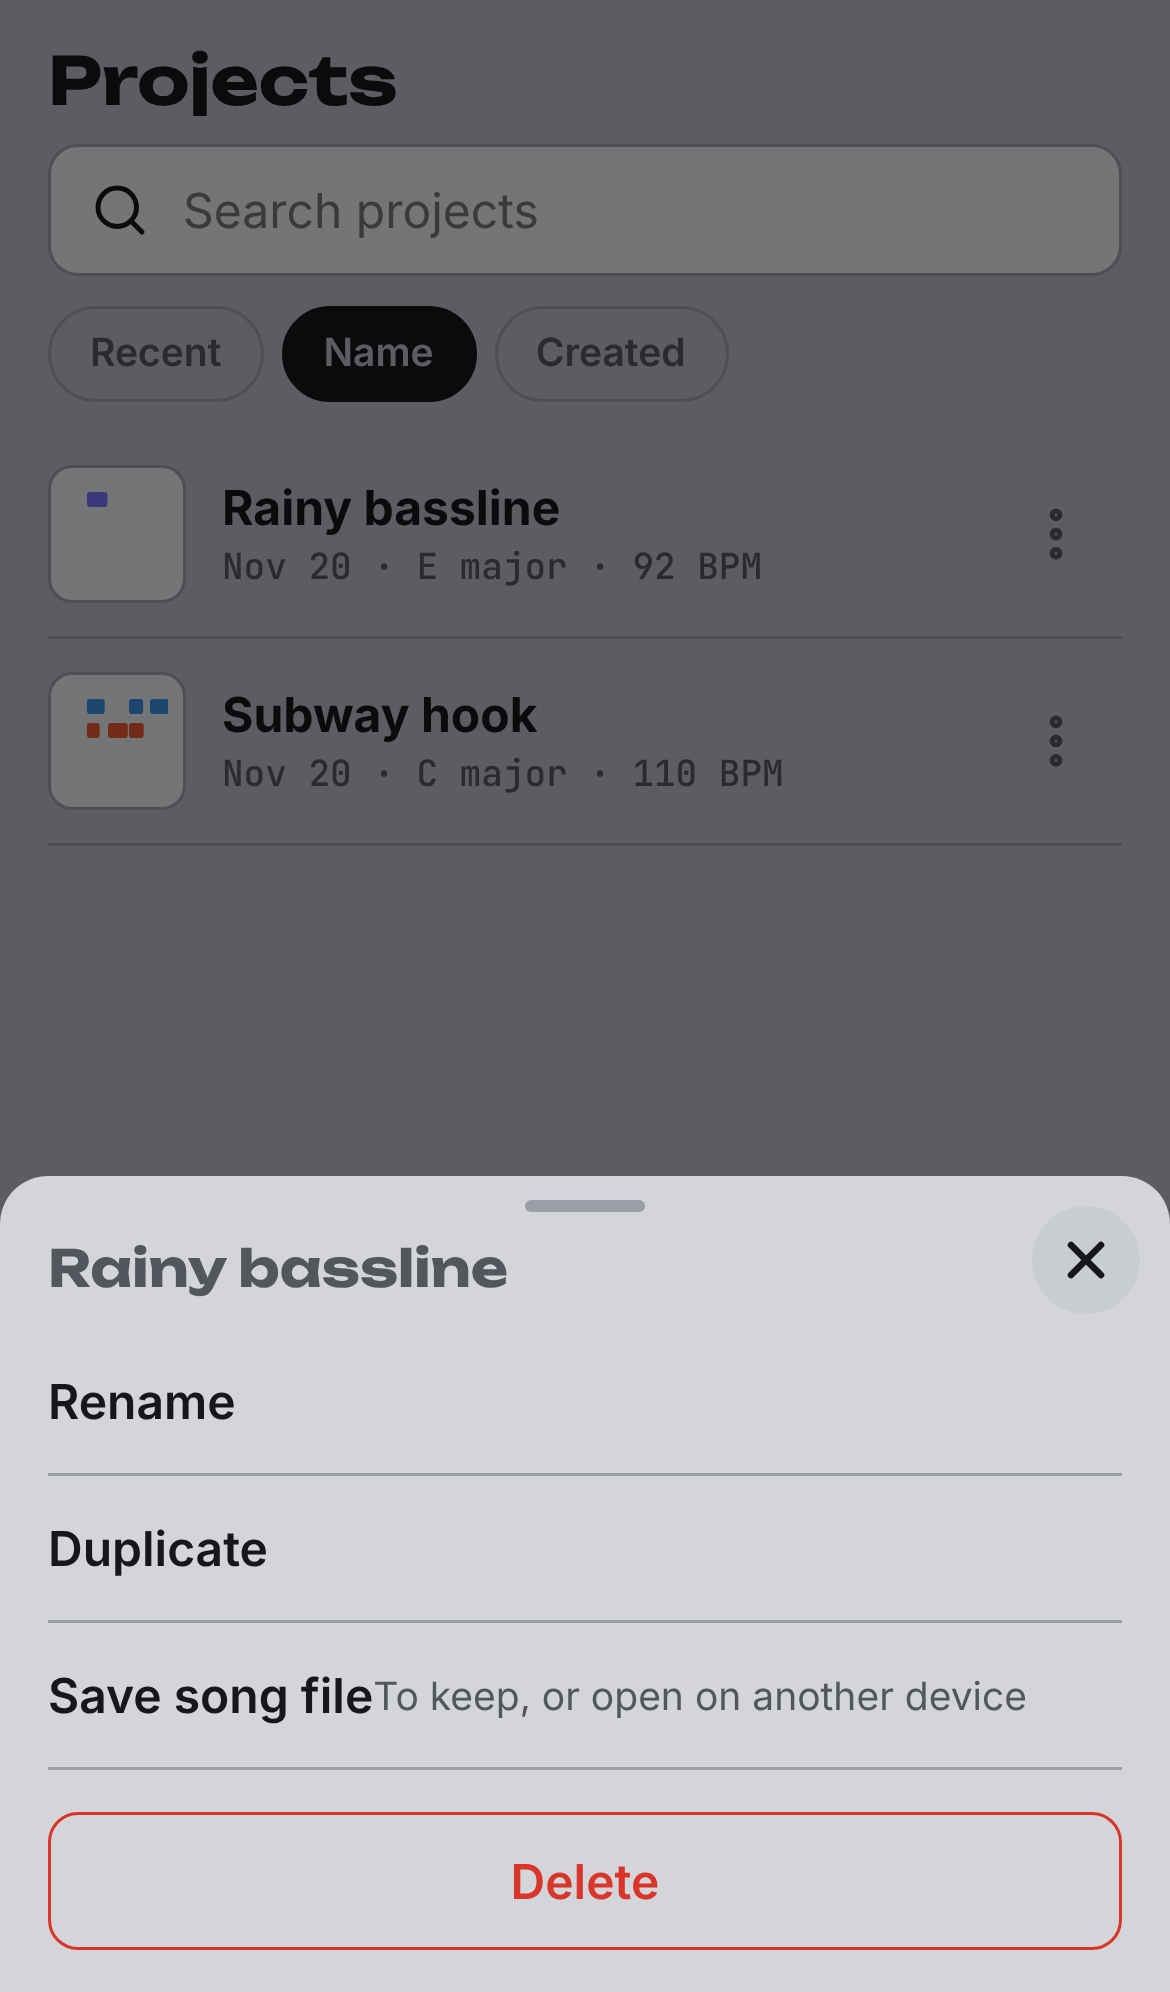 Projects
Search projects
Recent Name Created
Rainy bassline
Nov 20 · E major · 92 BPM
Subway hook
Nov 20 · C major · 110 BPM
Rainy bassline
Rename
Duplicate
Save song fileTo keep, or open on another device
Delete